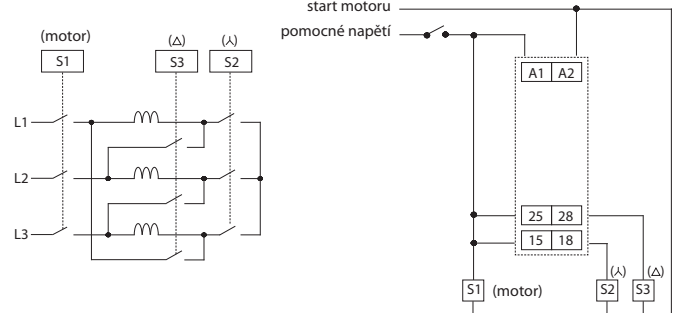 start motoru
pomocné napětí
(motor) (△) (⅄)
S1 S3 S2
L1
L2
L3
A1 A2
25 28
15 18
(⅄) (△)
S1 (motor) S2 S3